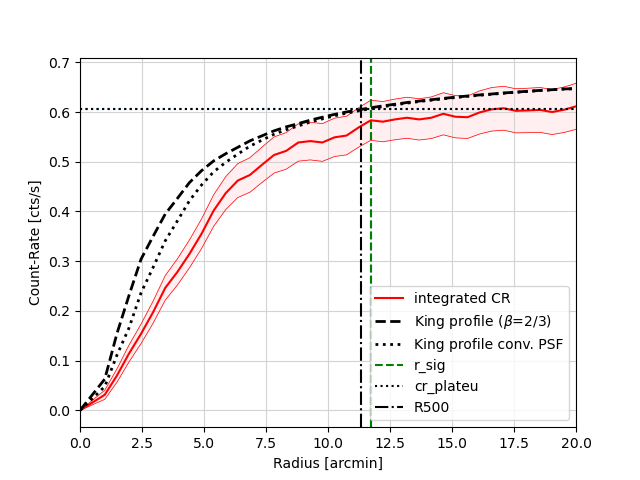 0.7
0.6
0.5
0.4
0.3
0.2
0.1
0.0
Count-Rate [cts/s]
integrated CR
King profile (β=2/3)
King profile conv. PSF
r_sig
cr_plateu
R500
0.0 2.5 5.0 7.5 10.0 12.5 15.0 17.5 20.0
Radius [arcmin]